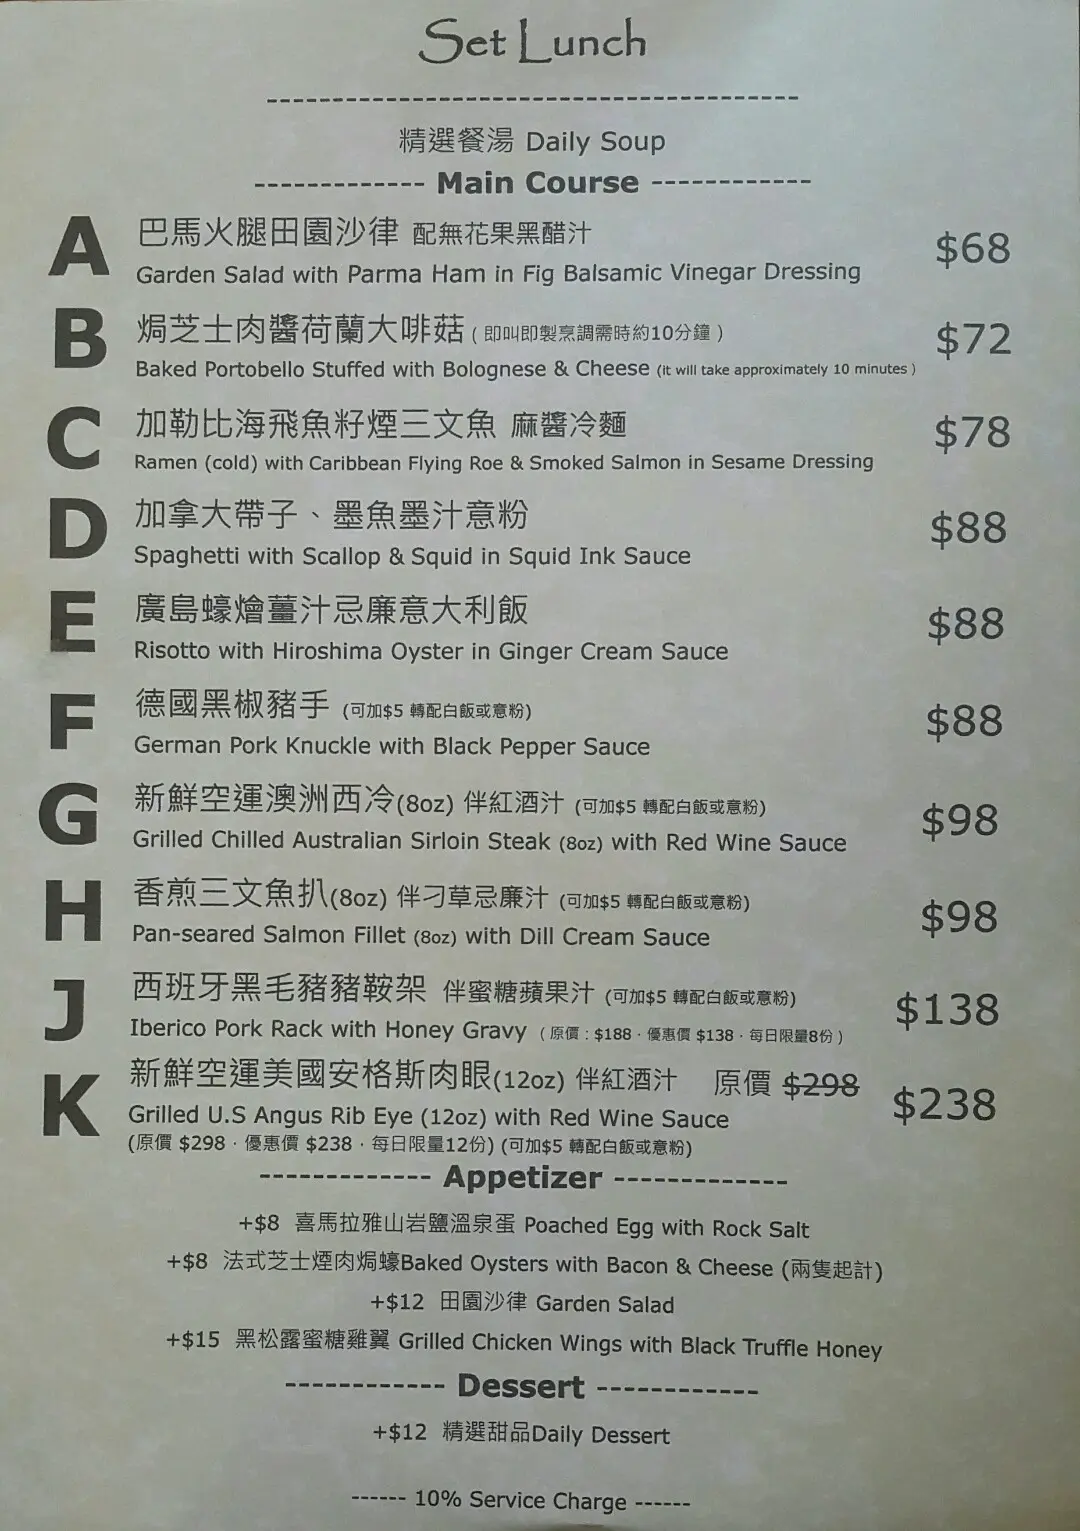 Set Lunch
----------------------------------------
精選餐湯 Daily Soup
------------- Main Course ------------
A 巴馬火腿田園沙律 配無花果黑醋汁 $68
Garden Salad with Parma Ham in Fig Balsamic Vinegar Dressing
B 焗芝士肉醬荷蘭大啡菇 ( 即叫即製烹調需時約10分鐘 ) $72
Baked Portobello Stuffed with Bolognese & Cheese (it will take approximately 10 minutes )
C 加勒比海飛魚籽煙三文魚 麻醬冷麵 $78
Ramen (cold) with Caribbean Flying Roe & Smoked Salmon in Sesame Dressing
D 加拿大帶子、墨魚墨汁意粉 $88
Spaghetti with Scallop & Squid in Squid Ink Sauce
E 廣島蠔燴薑汁忌廉意大利飯 $88
Risotto with Hiroshima Oyster in Ginger Cream Sauce
F 德國黑椒豬手 (可加$5 轉配白飯或意粉) $88
German Pork Knuckle with Black Pepper Sauce
G 新鮮空運澳洲西冷(8oz) 伴紅酒汁 (可加$5 轉配白飯或意粉) $98
Grilled Chilled Australian Sirloin Steak (8oz) with Red Wine Sauce
H 香煎三文魚扒(8oz) 伴刁草忌廉汁 (可加$5 轉配白飯或意粉) $98
Pan-seared Salmon Fillet (8oz) with Dill Cream Sauce
J 西班牙黑毛豬豬鞍架 伴蜜糖蘋果汁 (可加$5 轉配白飯或意粉) $138
Iberico Pork Rack with Honey Gravy ( 原價 : $188 · 優惠價 $138 · 每日限量8份 )
K 新鮮空運美國安格斯肉眼(12oz) 伴紅酒汁 原價 $298 $238
Grilled U.S Angus Rib Eye (12oz) with Red Wine Sauce
(原價 $298 · 優惠價 $238 · 每日限量12份) (可加$5 轉配白飯或意粉)
------------- Appetizer -------------
+$8 喜馬拉雅山岩鹽溫泉蛋 Poached Egg with Rock Salt
+$8 法式芝士煙肉焗蠔Baked Oysters with Bacon & Cheese (兩隻起計)
+$12 田園沙律 Garden Salad
+$15 黑松露蜜糖雞翼 Grilled Chicken Wings with Black Truffle Honey
------------ Dessert ------------
+$12 精選甜品Daily Dessert
------ 10% Service Charge ------